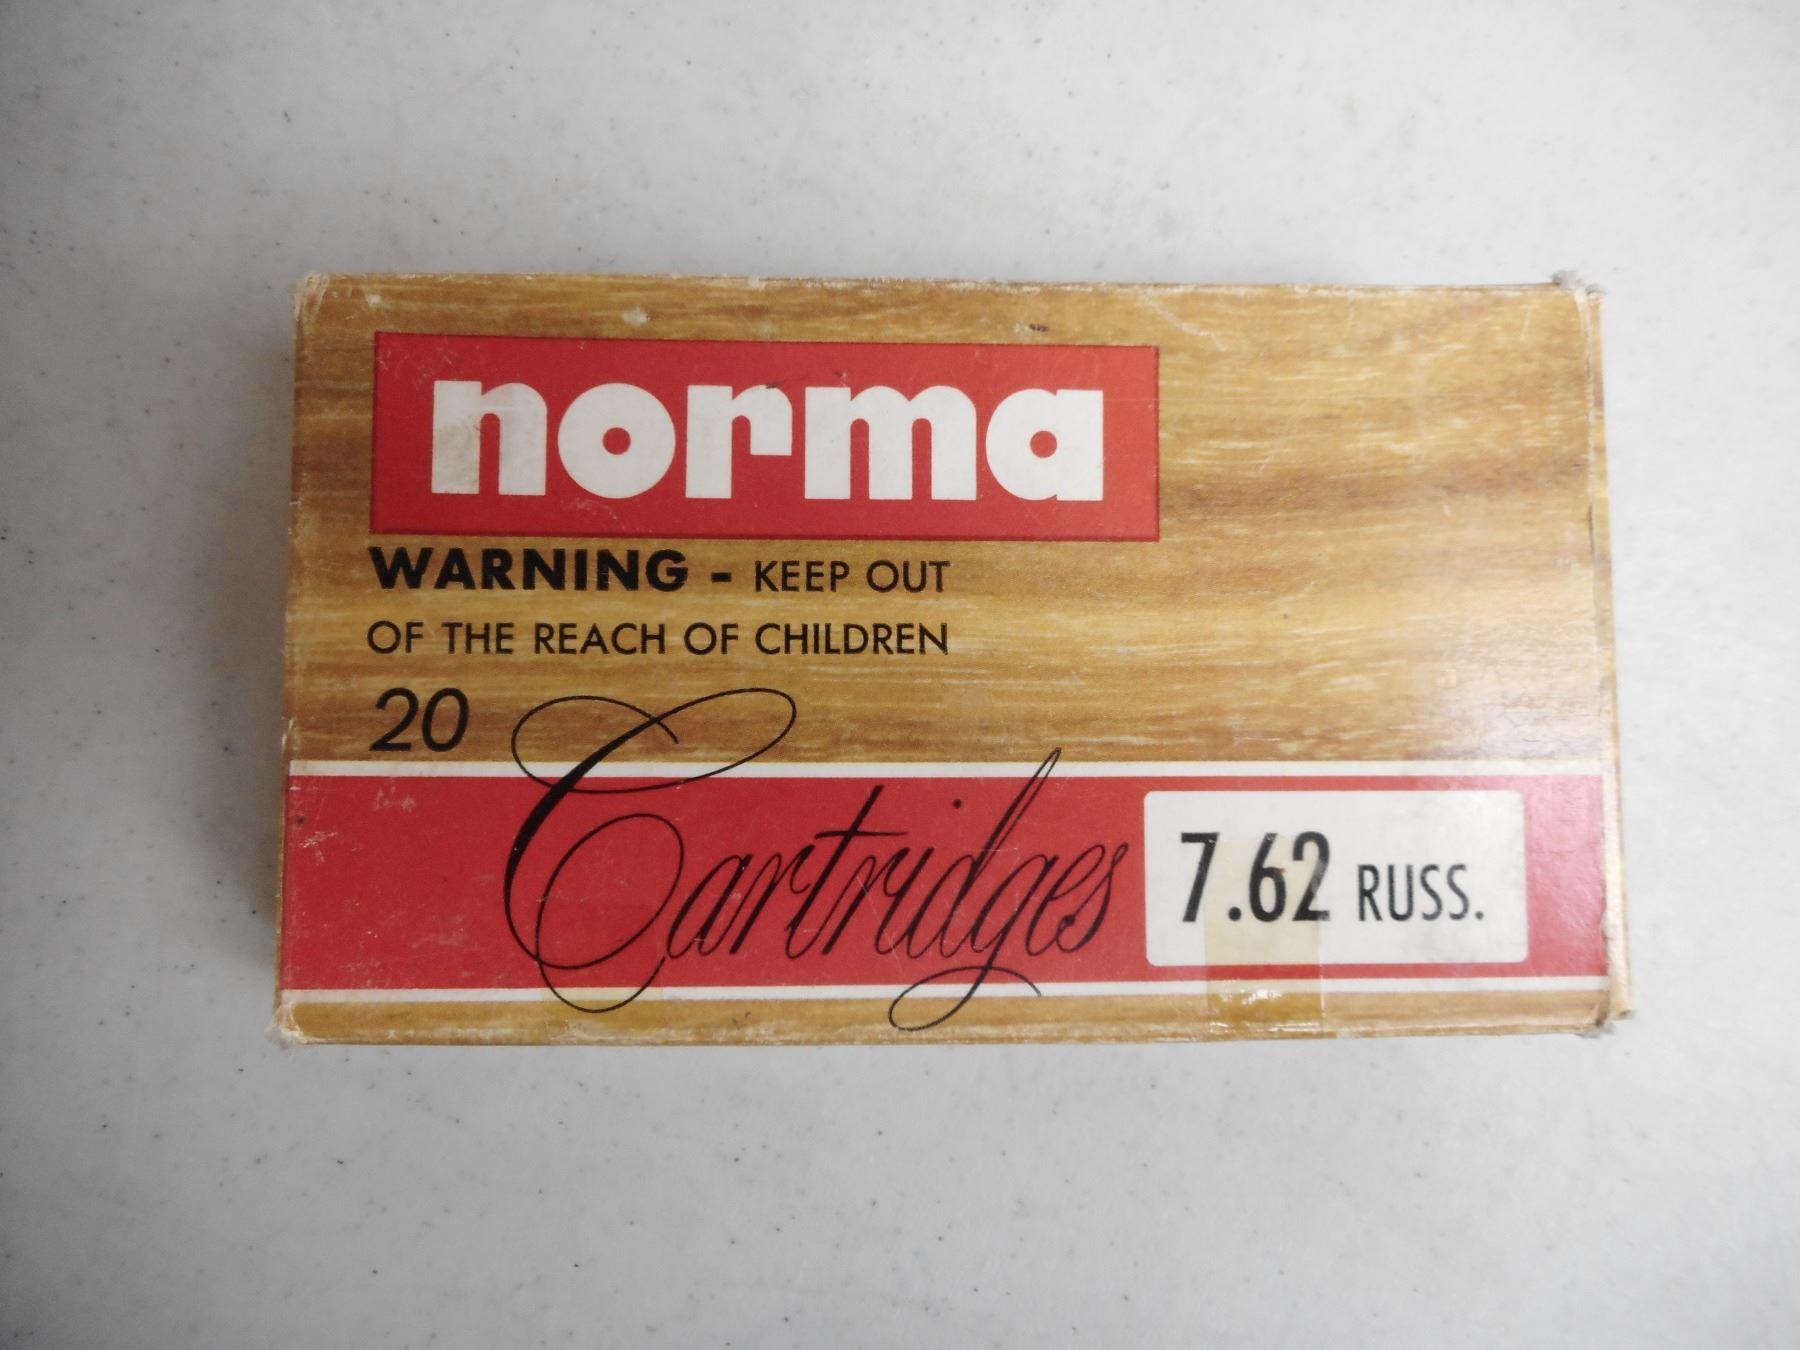 norma
WARNING - KEEP OUT
OF THE REACH OF CHILDREN
20 Cartridges
7.62 RUSS.